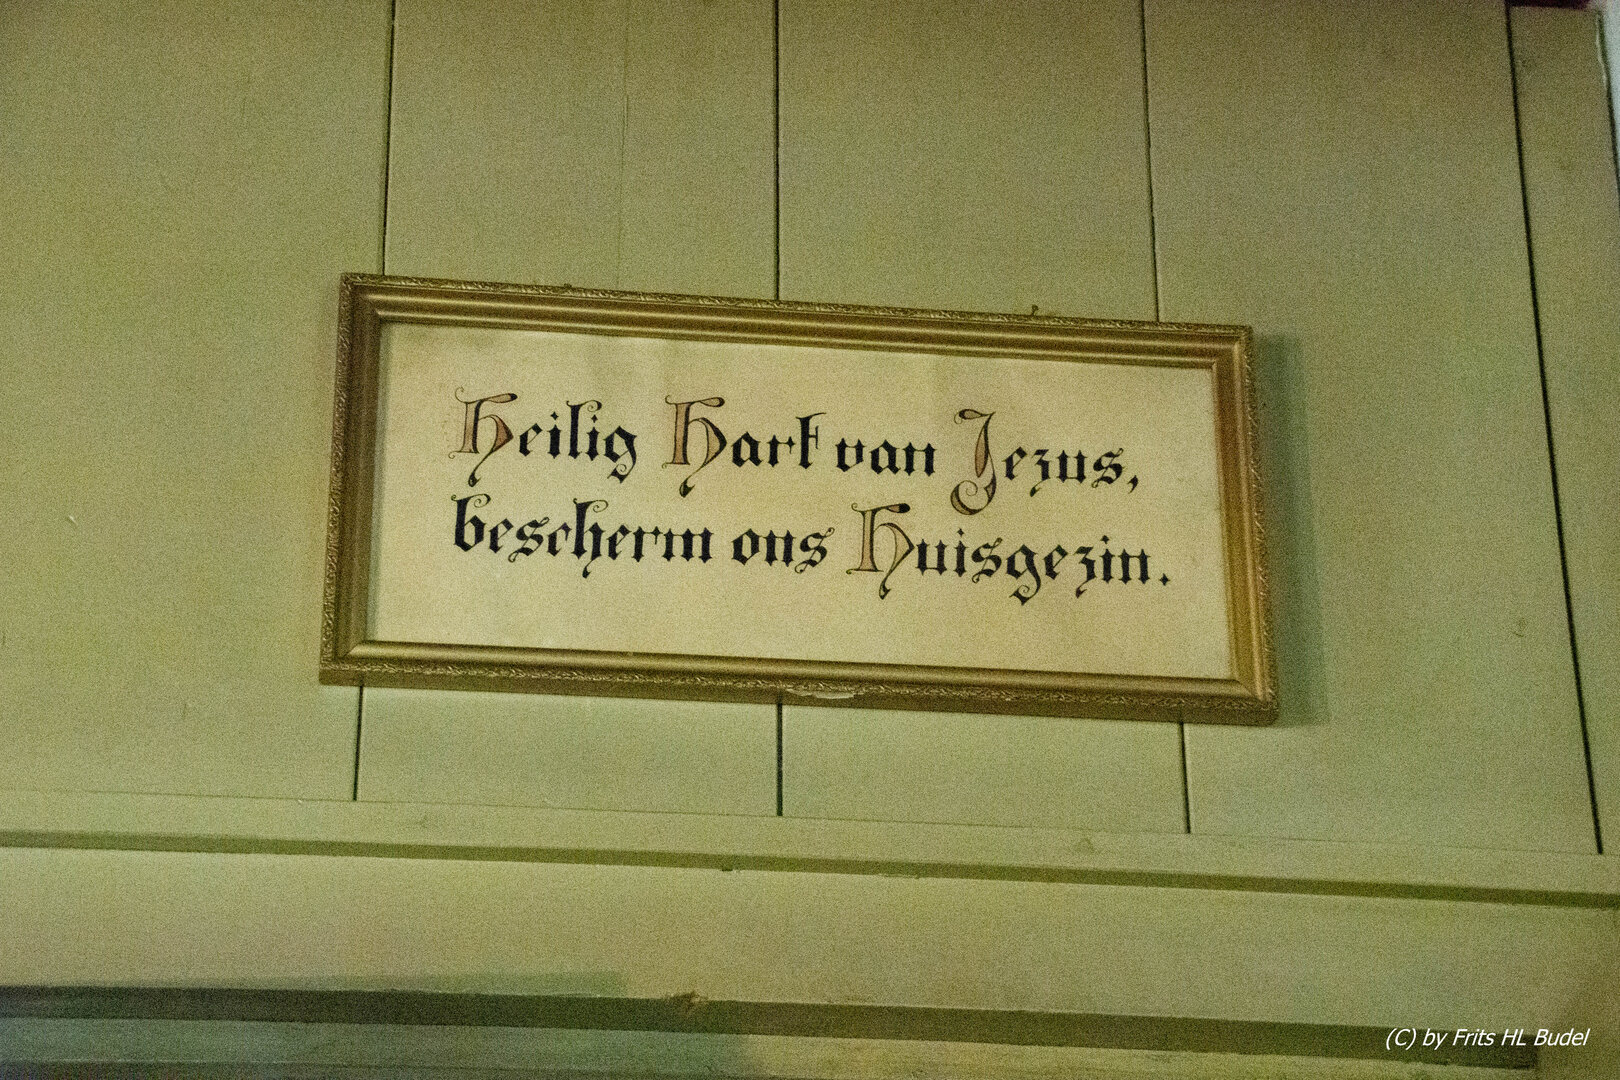 Heilig Hart van Jezus,
bescherm ons Huisgezin.
(C) by Frits HL Budel